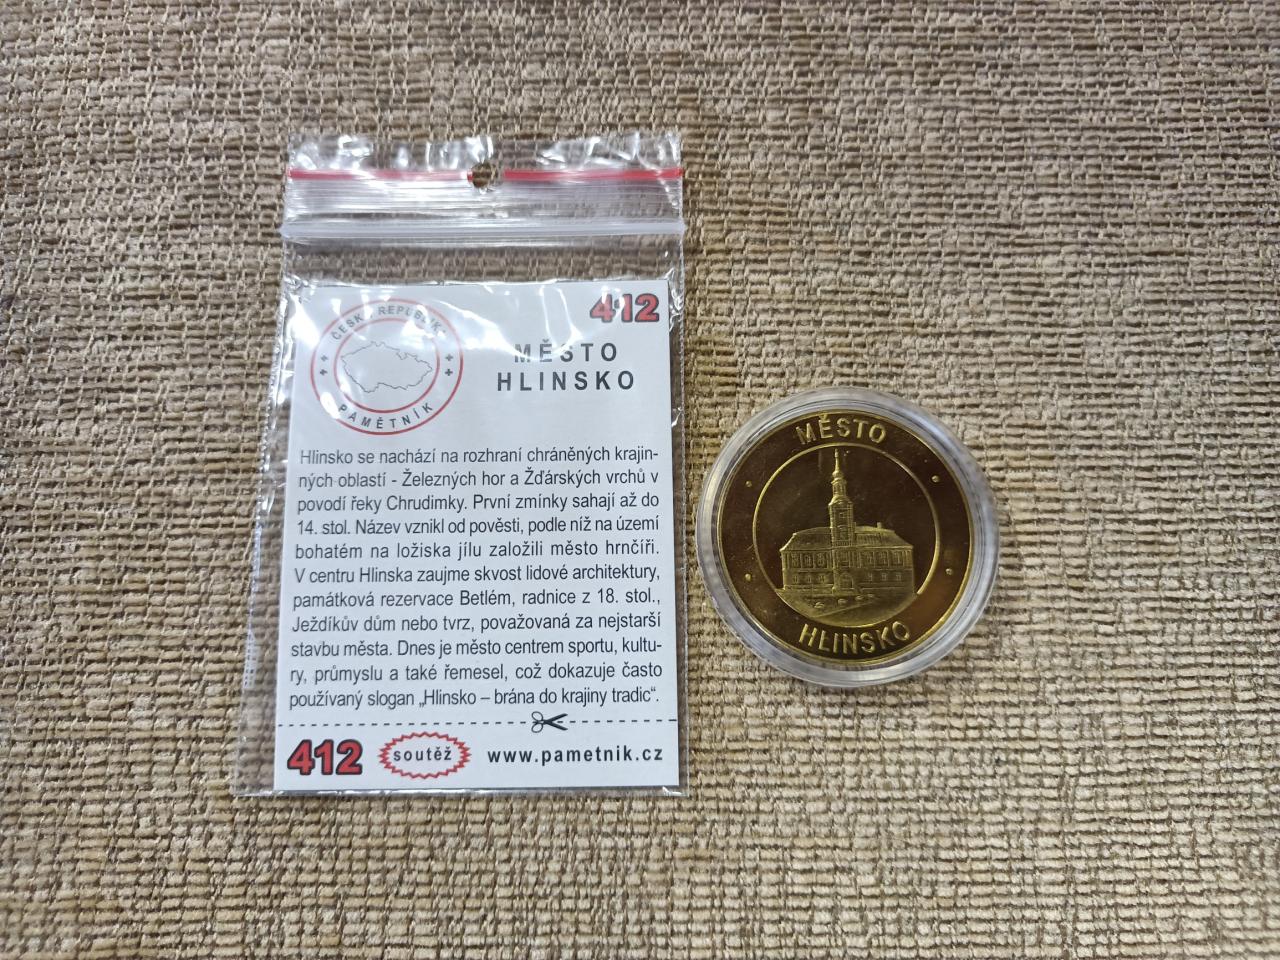 412
ČESKÁ REPUBLIKA
PAMĚTNÍK
MĚSTO
HLINSKO
Hlinsko se nachází na rozhraní chráněných krajin-
ných oblastí - Železných hor a Žďárských vrchů v
povodí řeky Chrudimky. První zmínky sahají až do
14. stol. Název vznikl od pověsti, podle níž na území
bohatém na ložiska jílu založili město hrnčíři.
V centru Hlinska zaujme skvost lidové architektury,
památková rezervace Betlém, radnice z 18. stol.,
Ježdíkův dům nebo tvrz, považovaná za nejstarší
stavbu města. Dnes je město centrem sportu, kultu-
ry, průmyslu a také řemesel, což dokazuje často
používaný slogan „Hlinsko – brána do krajiny tradic“.
412 soutěž www.pametnik.cz
MĚSTO
HLINSKO